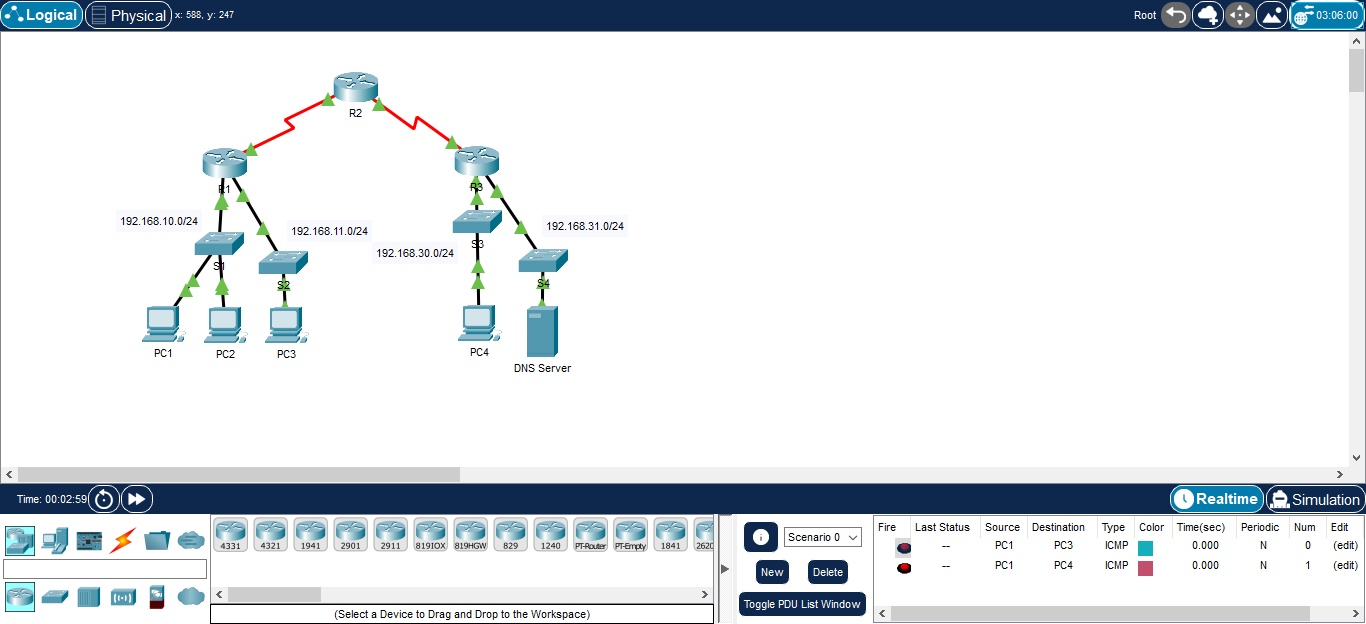 Logical Physical x: 588, y: 247 Root 03:06:00
R2
R1
R3
192.168.10.0/24
192.168.11.0/24
192.168.30.0/24
192.168.31.0/24
S1
S2
S3
S4
PC1
PC2
PC3
PC4
DNS Server
Time: 00:02:59 Realtime Simulation
4331 4321 1941 2901 2911 819IOX 819HGW 829 1240 PT-Router PT-Empty 1841 2620
(Select a Device to Drag and Drop to the Workspace)
Scenario 0
New Delete
Toggle PDU List Window
Fire Last Status Source Destination Type Color Time(sec) Periodic Num Edit
-- PC1 PC3 ICMP 0.000 N 0 (edit)
-- PC1 PC4 ICMP 0.000 N 1 (edit)